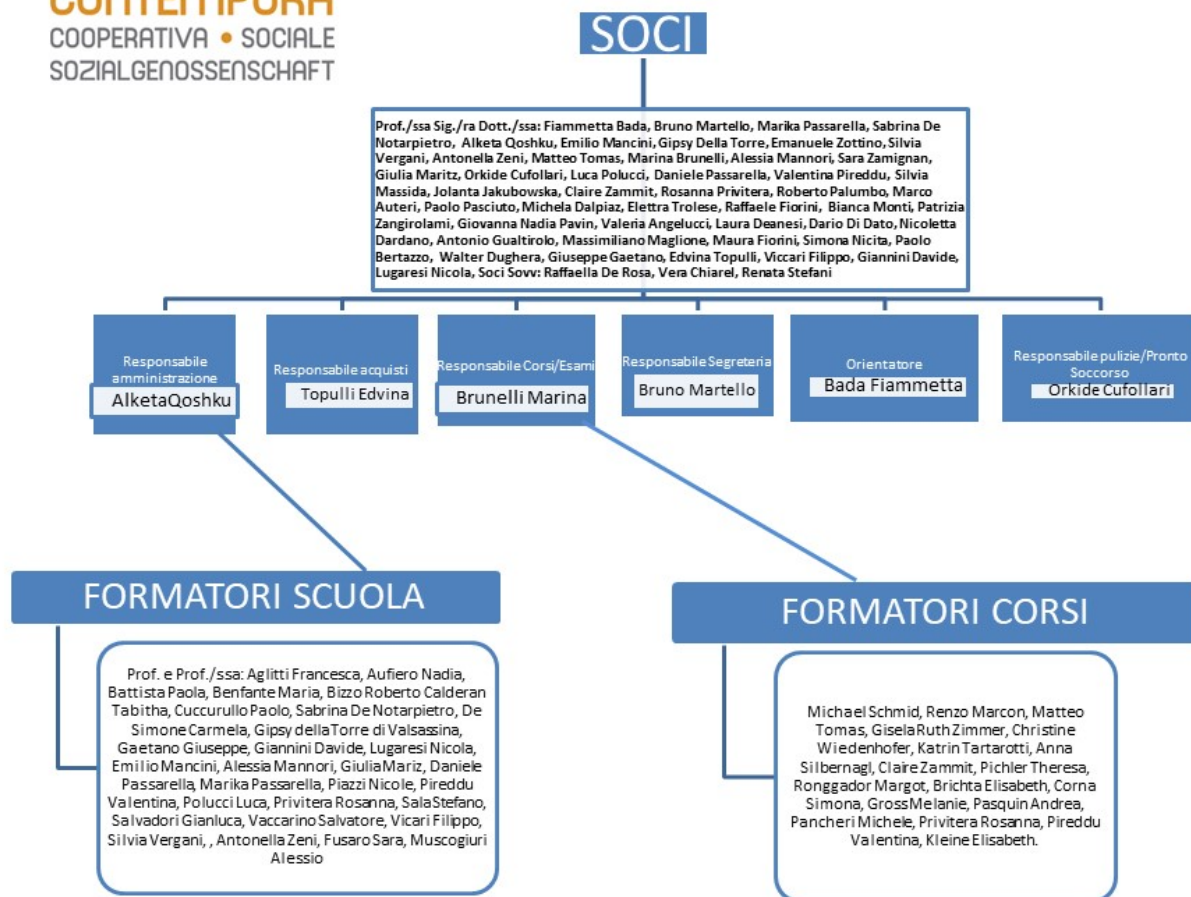 CONTEMPORA
COOPERATIVA • SOCIALE
SOZIALGENOSSENSCHAFT
SOCI
Prof./ssa Sig./ra Dott./ssa: Fiammetta Bada, Bruno Martello, Marika Passarella, Sabrina De
Notarpietro, Alketa Qoshku, Emilio Mancini, Gipsy Della Torre, Emanuele Zottino, Silvia
Vergani, Antonella Zeni, Matteo Tomas, Marina Brunelli, Alessia Mannori, Sara Zamignan,
Giulia Maritz, Orkide Cufollari, Luca Polucci, Daniele Passarella, Valentina Pireddu, Silvia
Massida, Jolanta Jakubowska, Claire Zammit, Rosanna Privitera, Roberto Palumbo, Marco
Auteri, Paolo Pasciuto, Michela Dalpiaz, Elettra Trolese, Raffaele Fiorini, Bianca Monti, Patrizia
Zangirolami, Giovanna Nadia Pavin, Valeria Angelucci, Laura Deanesi, Dario Di Dato, Nicoletta
Dardano, Antonio Gualtirolo, Massimiliano Maglione, Maura Fiorini, Simona Nicita, Paolo
Bertazzo, Walter Dughera, Giuseppe Gaetano, Edvina Topulli, Viccari Filippo, Giannini Davide,
Lugaresi Nicola, Soci Sovv: Raffaella De Rosa, Vera Chiarel, Renata Stefani
Responsabile
amministrazione
AlketaQoshku
Responsabile acquisti
Topulli Edvina
Responsabile Corsi/Esami
Brunelli Marina
Responsabile Segreteria
Bruno Martello
Orientatore
Bada Fiammetta
Responsabile pulizie/Pronto
Soccorso
Orkide Cufollari
FORMATORI SCUOLA
Prof. e Prof./ssa: Aglitti Francesca, Aufiero Nadia,
Battista Paola, Benfante Maria, Bizzo Roberto Calderan
Tabitha, Cuccurullo Paolo, Sabrina De Notarpietro, De
Simone Carmela, Gipsy dellaTorre di Valsassina,
Gaetano Giuseppe, Giannini Davide, Lugaresi Nicola,
Emilio Mancini, Alessia Mannori, GiuliaMariz, Daniele
Passarella, Marika Passarella, Piazzi Nicole, Pireddu
Valentina, Polucci Luca, Privitera Rosanna, SalaStefano,
Salvadori Gianluca, Vaccarino Salvatore, Vicari Filippo,
Silvia Vergani, , Antonella Zeni, Fusaro Sara, Muscogiuri
Alessio
FORMATORI CORSI
Michael Schmid, Renzo Marcon, Matteo
Tomas, GiselaRuth Zimmer, Christine
Wiedenhofer, Katrin Tartarotti, Anna
Silbernagl, Claire Zammit, Pichler Theresa,
Ronggador Margot, Brichta Elisabeth, Corna
Simona, GrossMelanie, Pasquin Andrea,
Pancheri Michele, Privitera Rosanna, Pireddu
Valentina, Kleine Elisabeth.